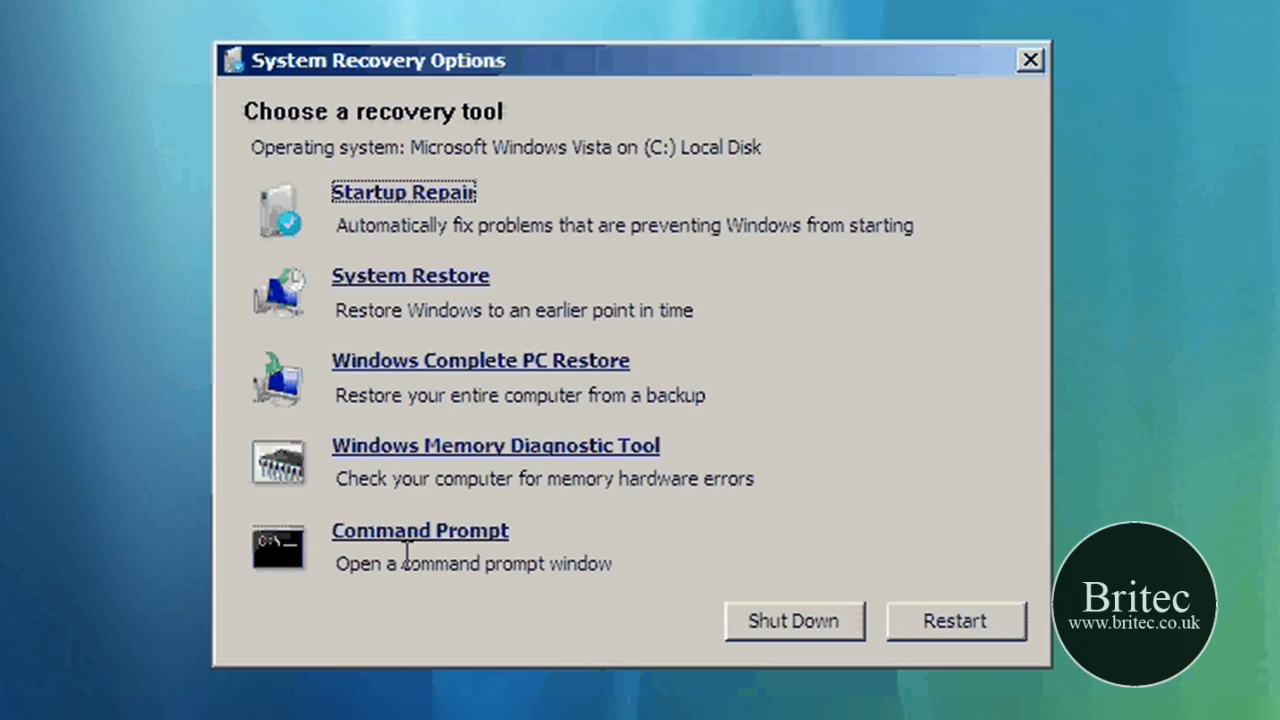 System Recovery Options
Choose a recovery tool
Operating system: Microsoft Windows Vista on (C:) Local Disk
Startup Repair
Automatically fix problems that are preventing Windows from starting
System Restore
Restore Windows to an earlier point in time
Windows Complete PC Restore
Restore your entire computer from a backup
Windows Memory Diagnostic Tool
Check your computer for memory hardware errors
C:\_
Command Prompt
Open a command prompt window
Shut Down
Restart
Britec
www.britec.co.uk